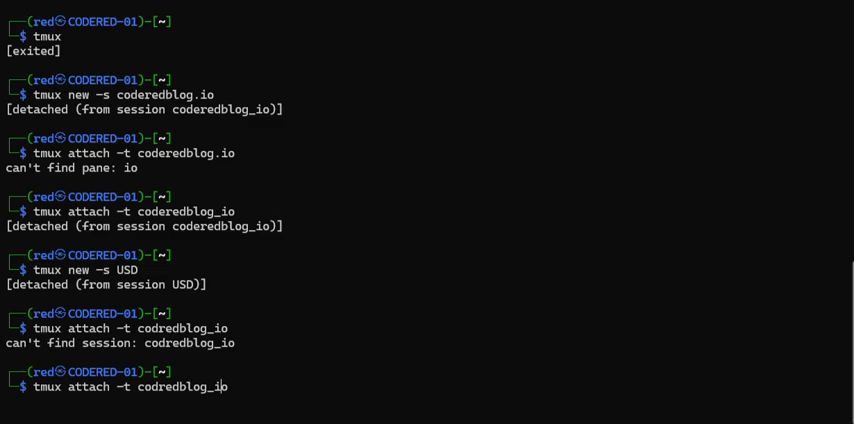 ┌──(red㉿CODERED-01)-[~]
└─$ tmux
[exited]
┌──(red㉿CODERED-01)-[~]
└─$ tmux new -s coderedblog.io
[detached (from session coderedblog_io)]
┌──(red㉿CODERED-01)-[~]
└─$ tmux attach -t coderedblog.io
can't find pane: io
┌──(red㉿CODERED-01)-[~]
└─$ tmux attach -t coderedblog_io
[detached (from session coderedblog_io)]
┌──(red㉿CODERED-01)-[~]
└─$ tmux new -s USD
[detached (from session USD)]
┌──(red㉿CODERED-01)-[~]
└─$ tmux attach -t codredblog_io
can't find session: codredblog_io
┌──(red㉿CODERED-01)-[~]
└─$ tmux attach -t codredblog_io